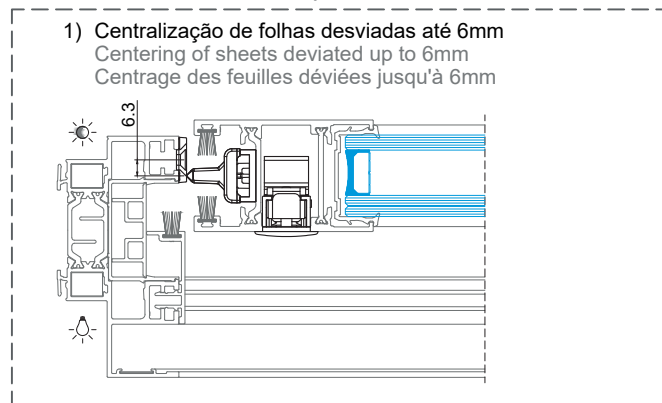 1) Centralização de folhas desviadas até 6mm
Centering of sheets deviated up to 6mm
Centrage des feuilles déviées jusqu'à 6mm
6.3